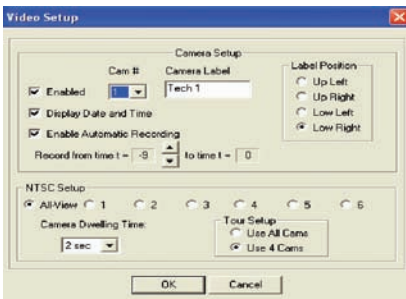 Video Setup
Camera Setup
Cam #
Camera Label
Enabled
1
Tech 1
Display Date and Time
Enable Automatic Recording
Record from time t = -9 to time t = 0
Label Position
Up Left
Up Right
Low Left
Low Right
NTSC Setup
All-View 1 2 3 4 5 6
Camera Dwelling Time:
2 sec
Tour Setup
Use All Cams
Use 4 Cams
OK
Cancel